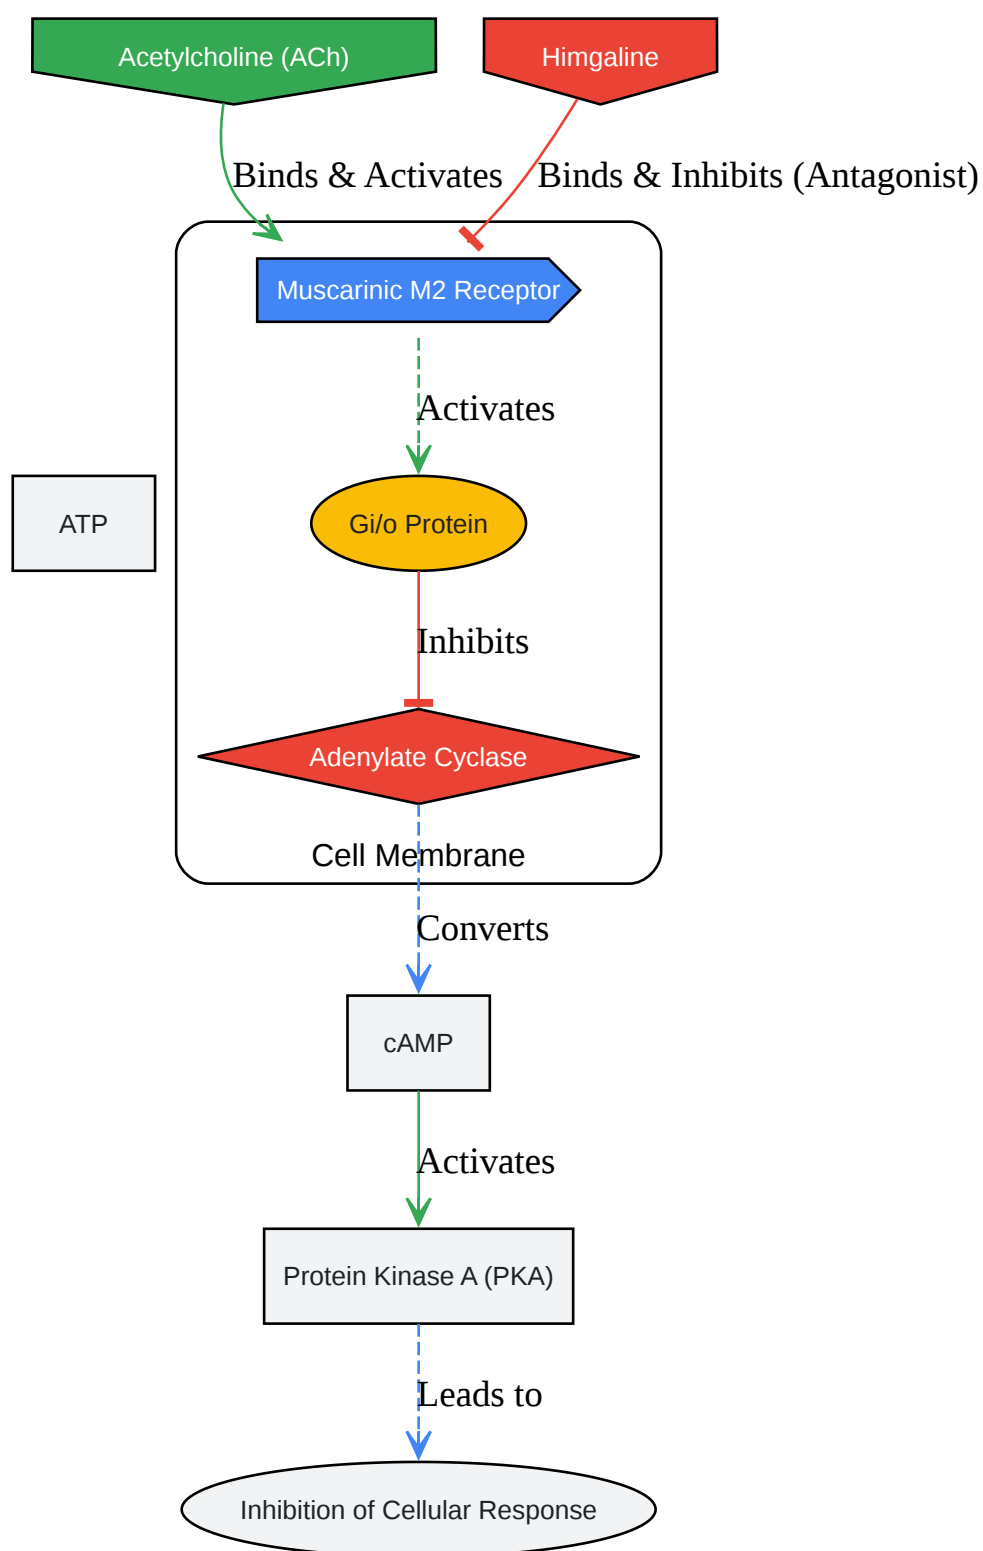 Acetylcholine (ACh)
Himgaline
Binds & Activates
Binds & Inhibits (Antagonist)
Muscarinic M2 Receptor
Activates
ATP
Gi/o Protein
Inhibits
Adenylate Cyclase
Cell Membrane
Converts
cAMP
Activates
Protein Kinase A (PKA)
Leads to
Inhibition of Cellular Response